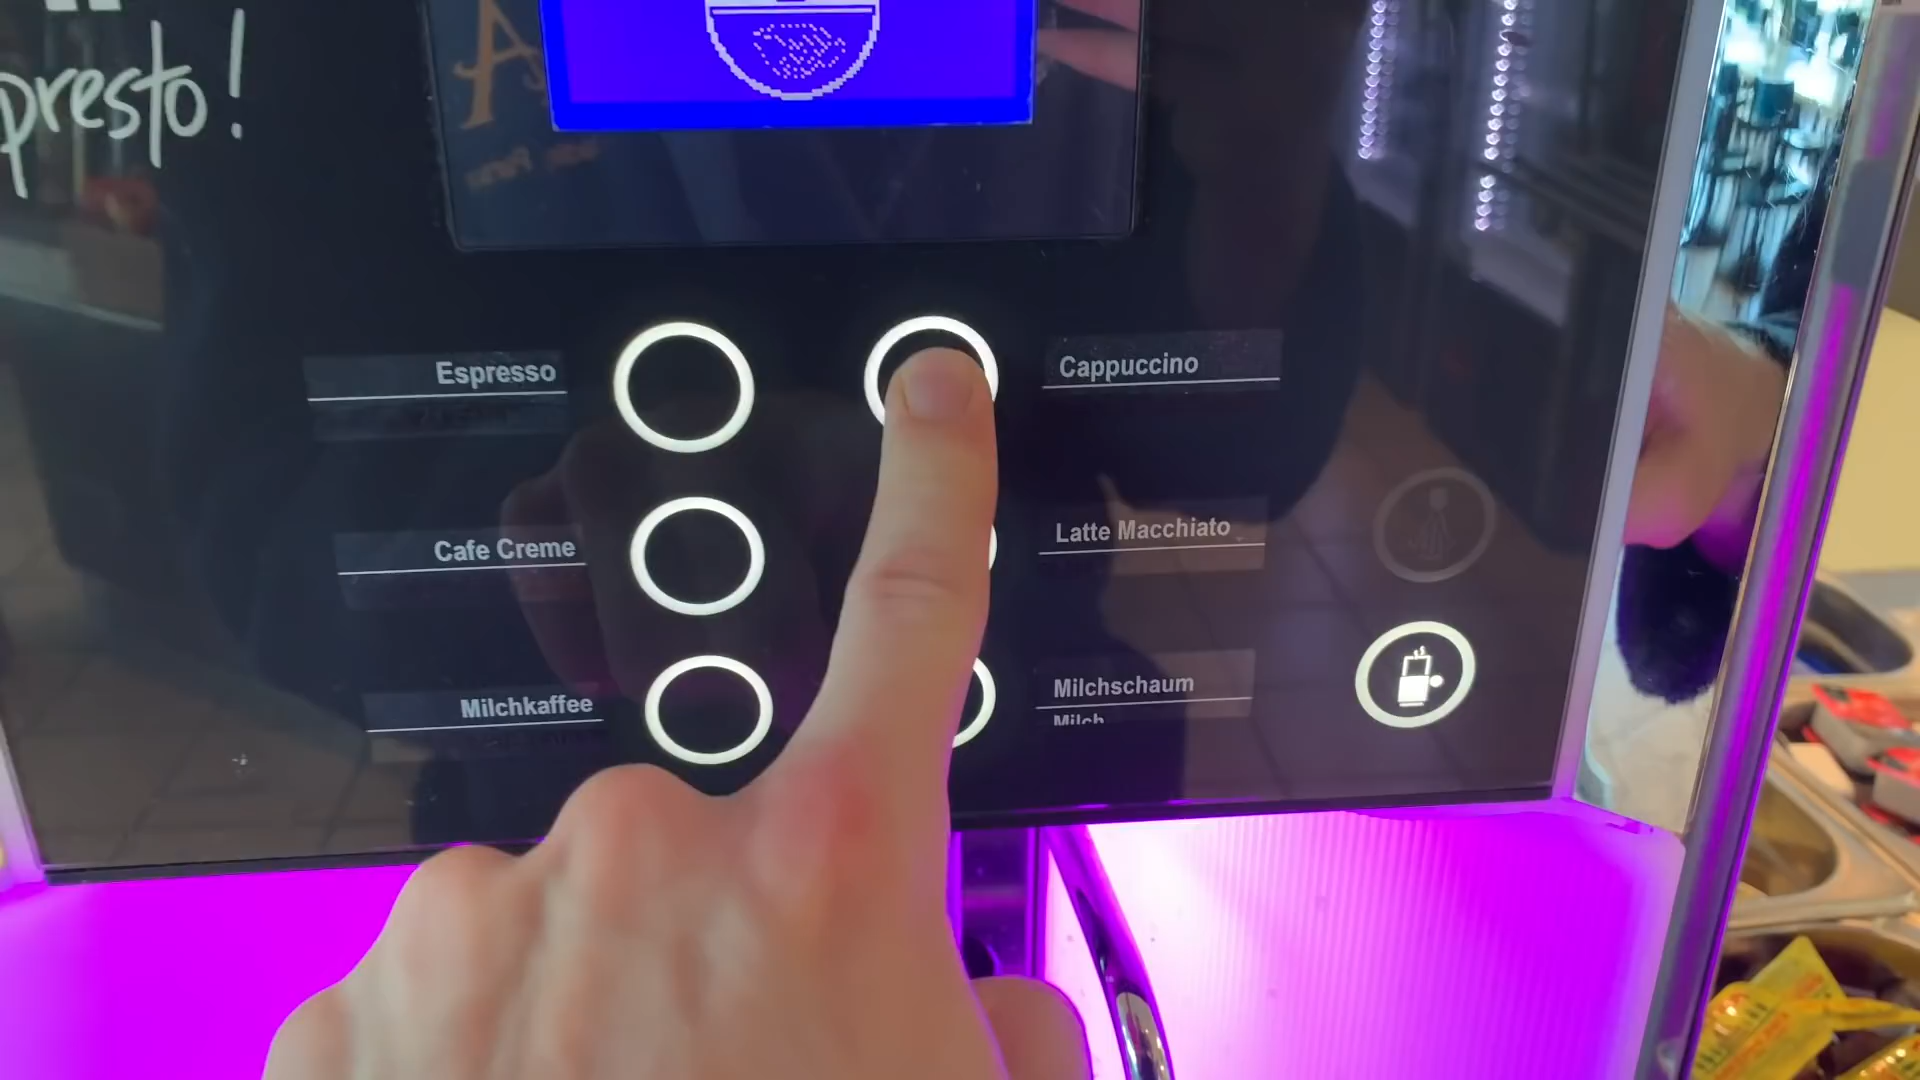 presto!
Espresso
Cappuccino
Cafe Creme
Latte Macchiato
Milchkaffee
Milchschaum
Milch